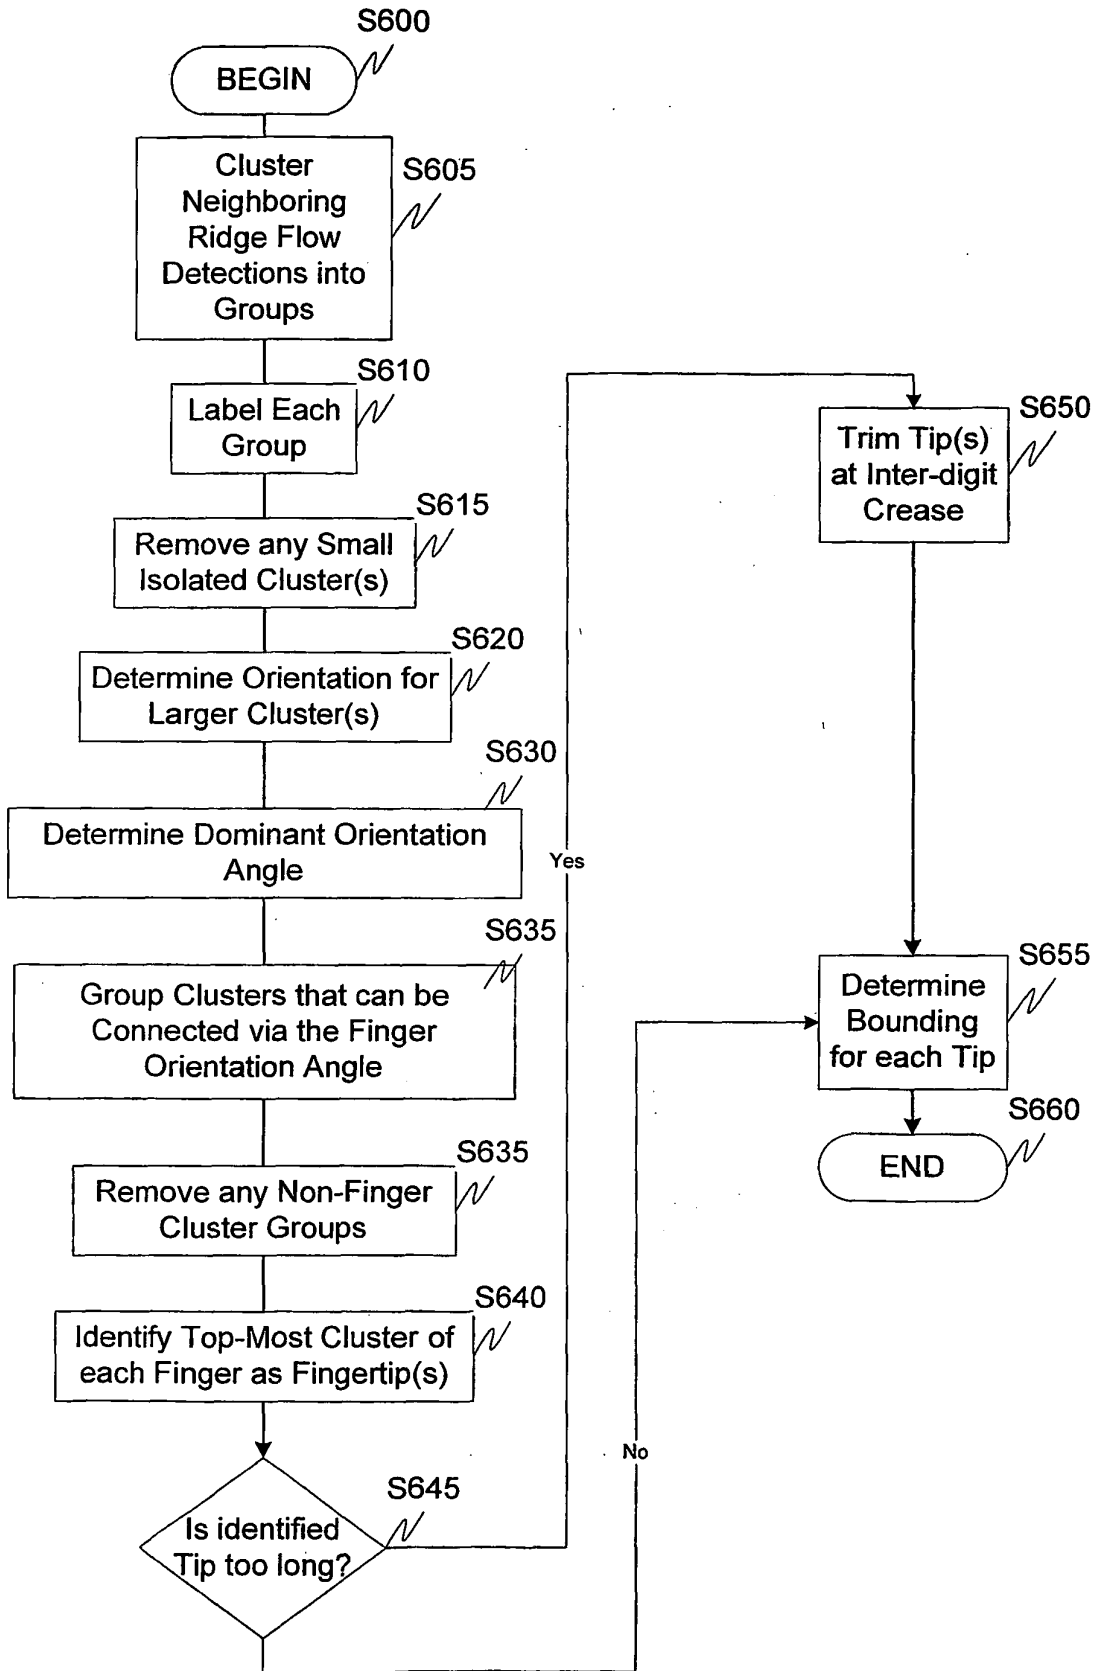 S600
BEGIN
S605
Cluster
Neighboring
Ridge Flow
Detections into
Groups
S610
Label Each
Group
S615
Remove any Small
Isolated Cluster(s)
S620
Determine Orientation for
Larger Cluster(s)
S630
Determine Dominant Orientation
Angle
S635
Group Clusters that can be
Connected via the Finger
Orientation Angle
S635
Remove any Non-Finger
Cluster Groups
S640
Identify Top-Most Cluster of
each Finger as Fingertip(s)
S645
Is identified
Tip too long?
Yes
No
S650
Trim Tip(s)
at Inter-digit
Crease
S655
Determine
Bounding
for each Tip
S660
END